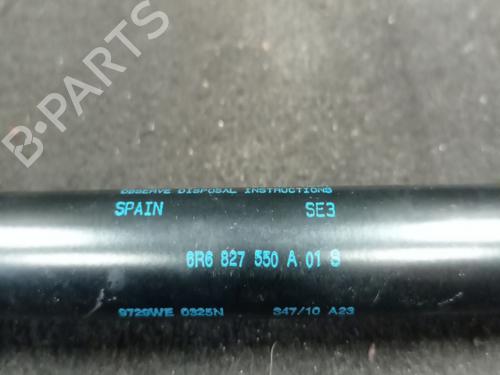 B-PARTS
OBSERVE DISPOSAL INSTRUCTIONS
SPAIN SE3
6R6 827 550 A 01 S
9729WE 0325N 347/10 A23